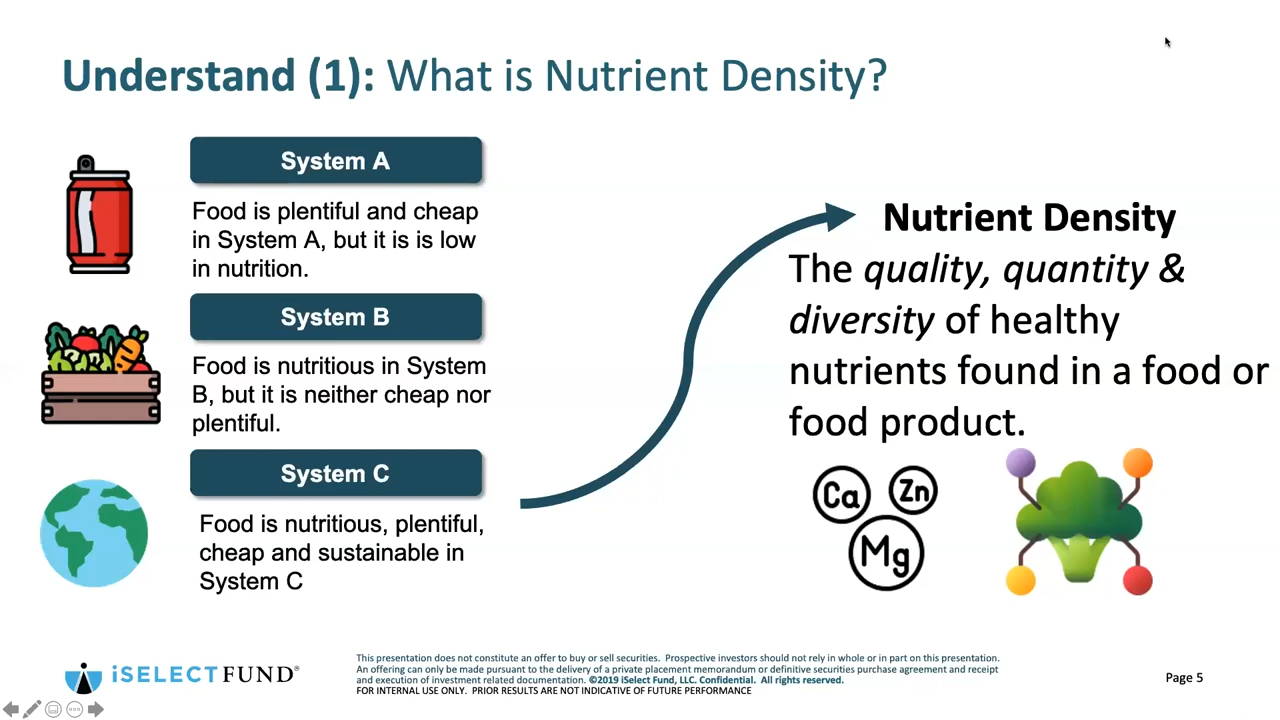 Understand (1): What is Nutrient Density?
System A
Food is plentiful and cheap
in System A, but it is is low
in nutrition.
System B
Food is nutritious in System
B, but it is neither cheap nor
plentiful.
System C
Food is nutritious, plentiful,
cheap and sustainable in
System C
Nutrient Density
The quality, quantity &
diversity of healthy
nutrients found in a food or
food product.
Ca
Zn
Mg
iSELECTFUND®
This presentation does not constitute an offer to buy or sell securities. Prospective investors should not rely in whole or in part on this presentation.
An offering can only be made pursuant to the delivery of a private placement memorandum or definitive securities purchase agreement and receipt
and execution of investment related documentation. ©2019 iSelect Fund, LLC. Confidential. All rights reserved.
FOR INTERNAL USE ONLY. PRIOR RESULTS ARE NOT INDICATIVE OF FUTURE PERFORMANCE
Page 5